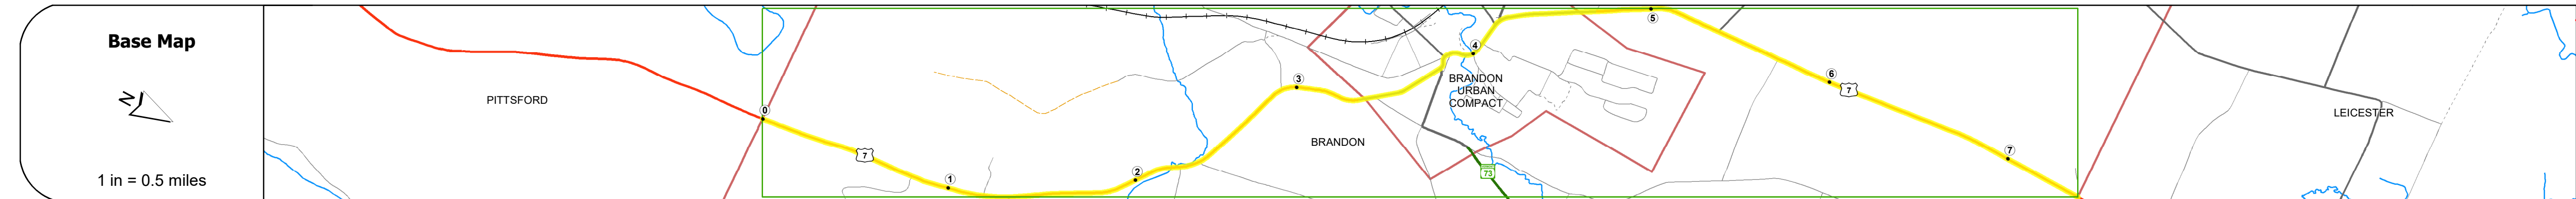 Base Map
N
1 in = 0.5 miles
PITTSFORD
0
7
1
2
3
BRANDON
4
BRANDON
URBAN
COMPACT
73
5
6
7
7
LEICESTER